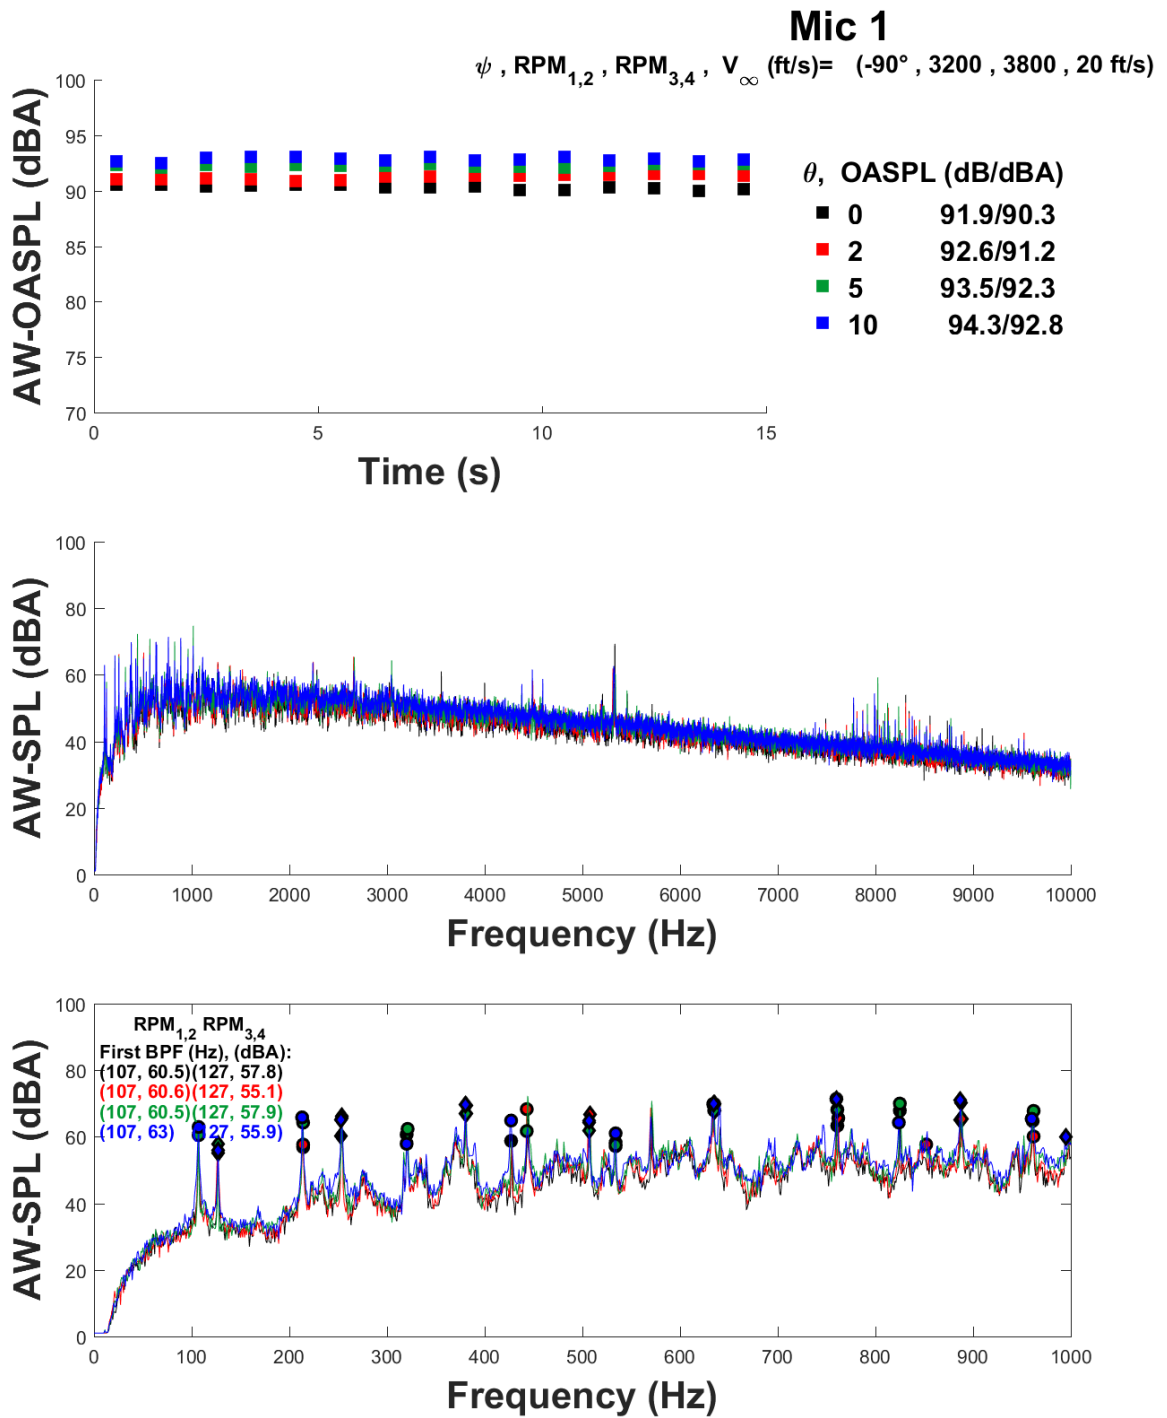 Mic 1
ψ , RPM1,2 , RPM3,4 , V∞ (ft/s)= (-90° , 3200 , 3800 , 20 ft/s)
AW-OASPL (dBA)
100
95
90
85
80
75
70
0 5 10 15
Time (s)
θ, OASPL (dB/dBA)
0 91.9/90.3
2 92.6/91.2
5 93.5/92.3
10 94.3/92.8
AW-SPL (dBA)
100
80
60
40
20
0
0 1000 2000 3000 4000 5000 6000 7000 8000 9000 10000
Frequency (Hz)
AW-SPL (dBA)
100
80
60
40
20
0
RPM1,2 RPM3,4
First BPF (Hz), (dBA):
(107, 60.5)(127, 57.8)
(107, 60.6)(127, 55.1)
(107, 60.5)(127, 57.9)
(107, 63) (127, 55.9)
0 100 200 300 400 500 600 700 800 900 1000
Frequency (Hz)